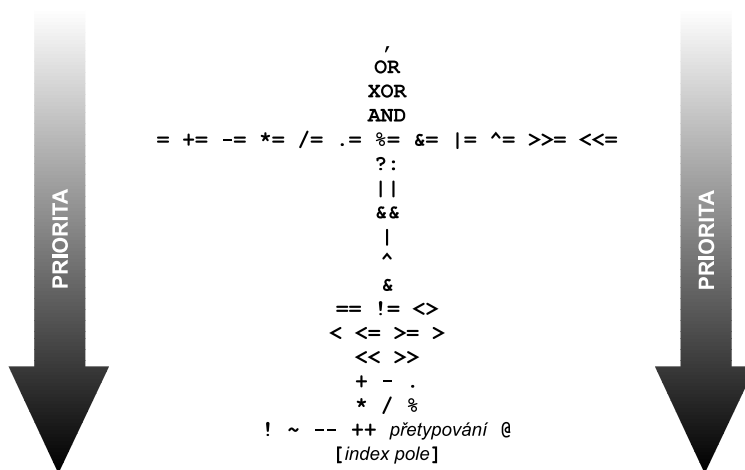 ,
OR
XOR
AND
= += -= *= /= .= %= &= |= ^= >>= <<=
?:
||
&&
|
^
&
== != <>
< <= >= >
<< >>
+ - .
* / %
! ~ -- ++ přetypování @
[index pole]
PRIORITA
PRIORITA